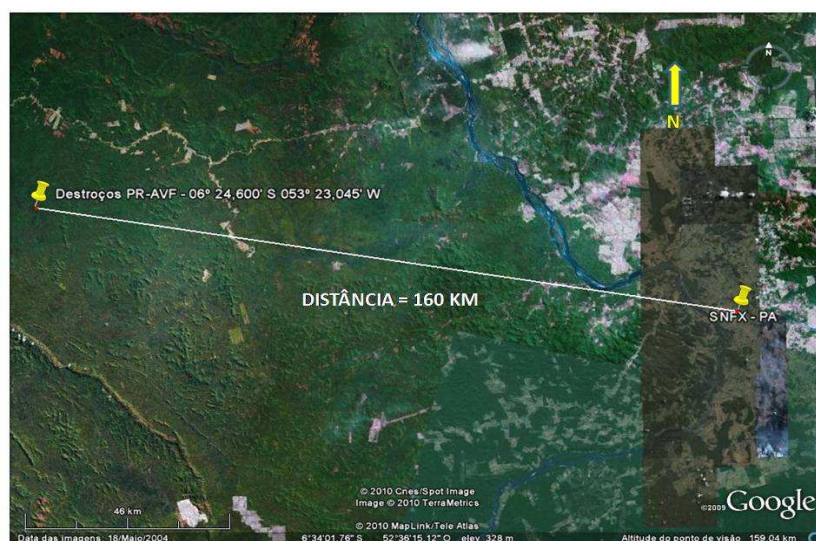 N
N
Destroços PR-AVF - 06° 24,600' S 053° 23,045' W
DISTÂNCIA = 160 KM
SNFX - PA
46 km
© 2010 Cnes/Spot Image
Image © 2010 TerraMetrics
© 2010 MapLink/Tele Atlas
©2009 Google
Data das imagens: 18/Maio/2004 6°34'01.76" S 52°36'15.12" O elev 328 m Altitude do ponto de visão 159.04 km